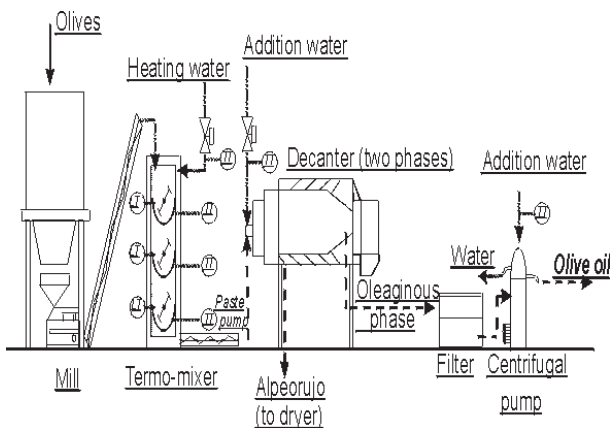 Olives
Addition water
Heating water
Decanter (two phases)
Addition water
Water
Olive oil
Paste
pump
Oleaginous
phase
Mill
Termo-mixer
Alpeorujo
(to dryer)
Filter
Centrifugal
pump